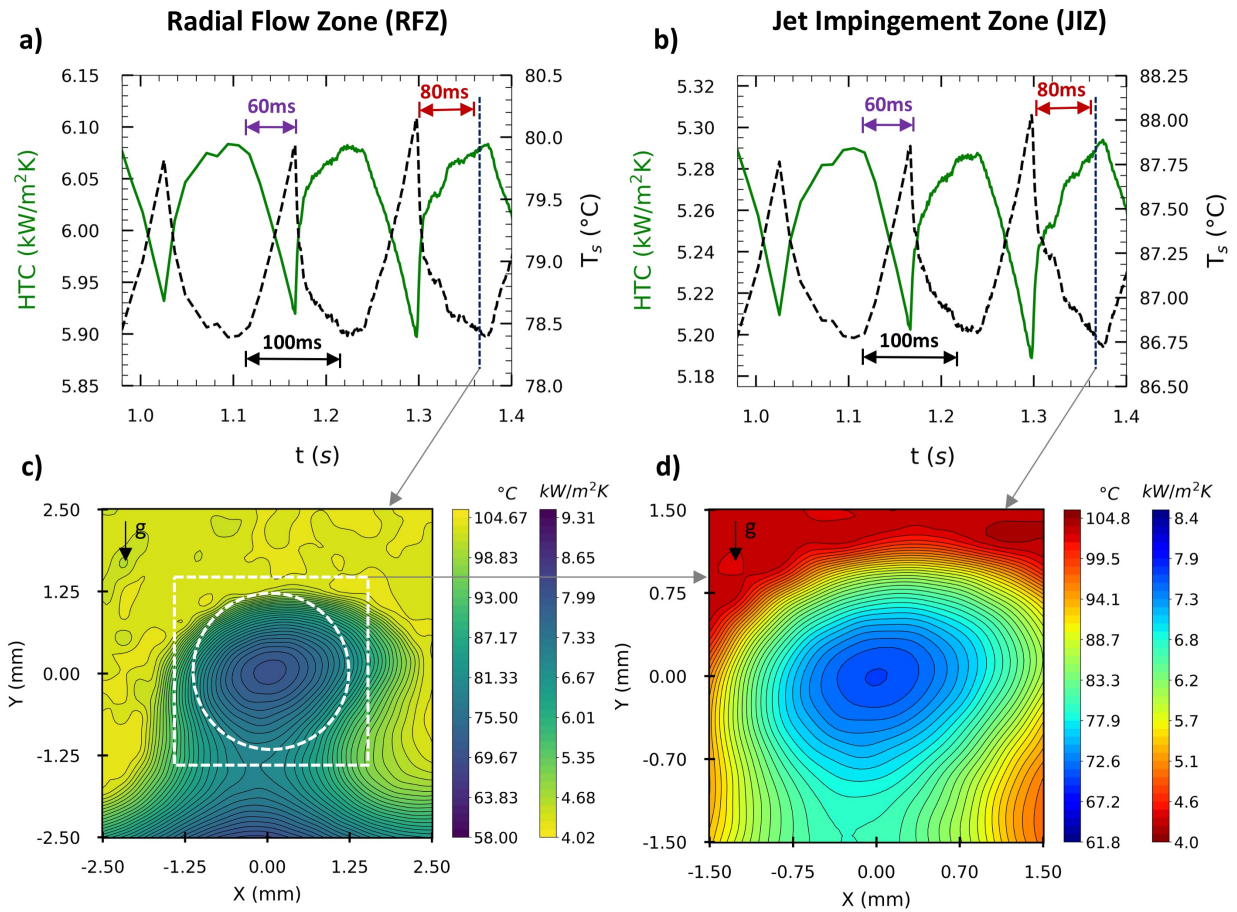 Radial Flow Zone (RFZ)
Jet Impingement Zone (JIZ)
a)
6.15
6.10
6.05
6.00
5.95
5.90
5.85
HTC (kW/m²K)
80.5
80.0
79.5
79.0
78.5
78.0
Tₛ (°C)
60ms
80ms
100ms
1.0 1.1 1.2 1.3 1.4
t (s)
b)
5.32
5.30
5.28
5.26
5.24
5.22
5.20
5.18
HTC (kW/m²K)
88.25
88.00
87.75
87.50
87.25
87.00
86.75
86.50
Tₛ (°C)
60ms
80ms
100ms
1.0 1.1 1.2 1.3 1.4
t (s)
c)
2.50
1.25
0.00
-1.25
-2.50
Y (mm)
g
-2.50 -1.25 0.00 1.25 2.50
X (mm)
°C
104.67
98.83
93.00
87.17
81.33
75.50
69.67
63.83
58.00
kW/m²K
9.31
8.65
7.99
7.33
6.67
6.01
5.35
4.68
4.02
d)
1.50
0.75
0.00
-0.70
-1.50
Y (mm)
g
-1.50 -0.75 0.00 0.70 1.50
X (mm)
°C
104.8
99.5
94.1
88.7
83.3
77.9
72.6
67.2
61.8
kW/m²K
8.4
7.9
7.3
6.8
6.2
5.7
5.1
4.6
4.0